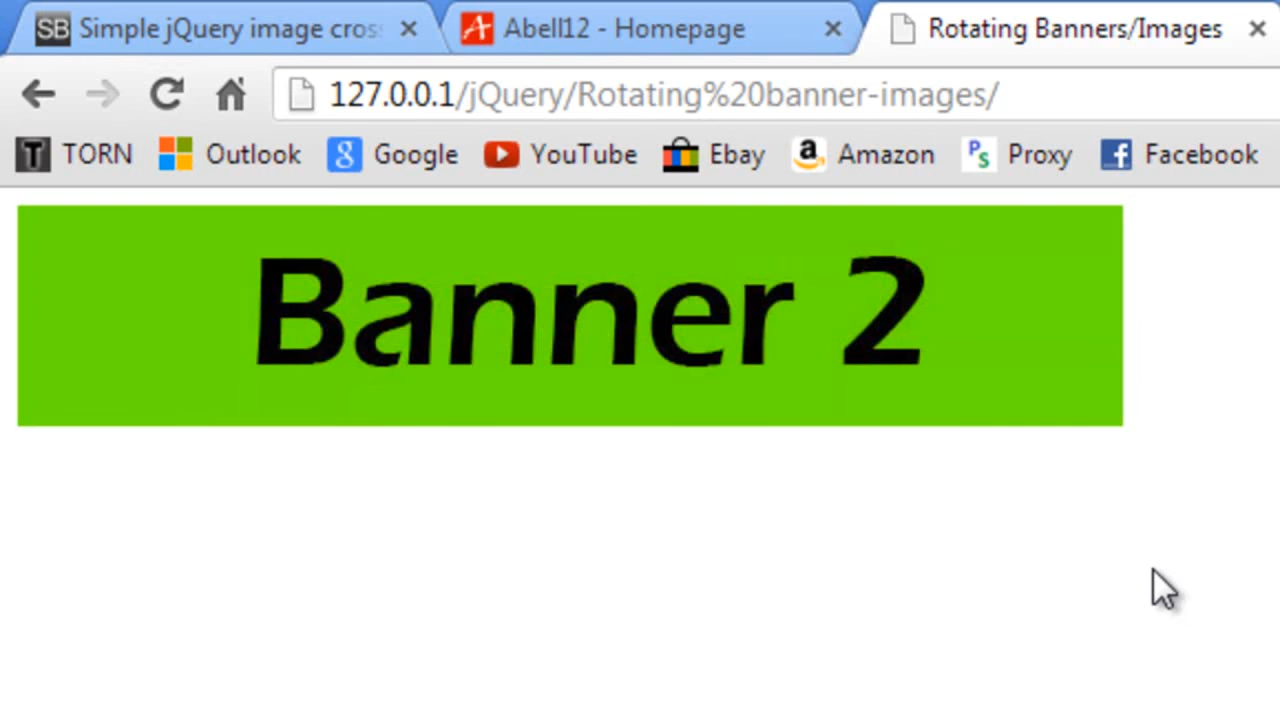 SB Simple jQuery image cros
Abell12 - Homepage
Rotating Banners/Images
127.0.0.1/jQuery/Rotating%20banner-images/
T TORN
Outlook
g Google
YouTube
Ebay
a Amazon
Ps Proxy
f Facebook
Banner 2